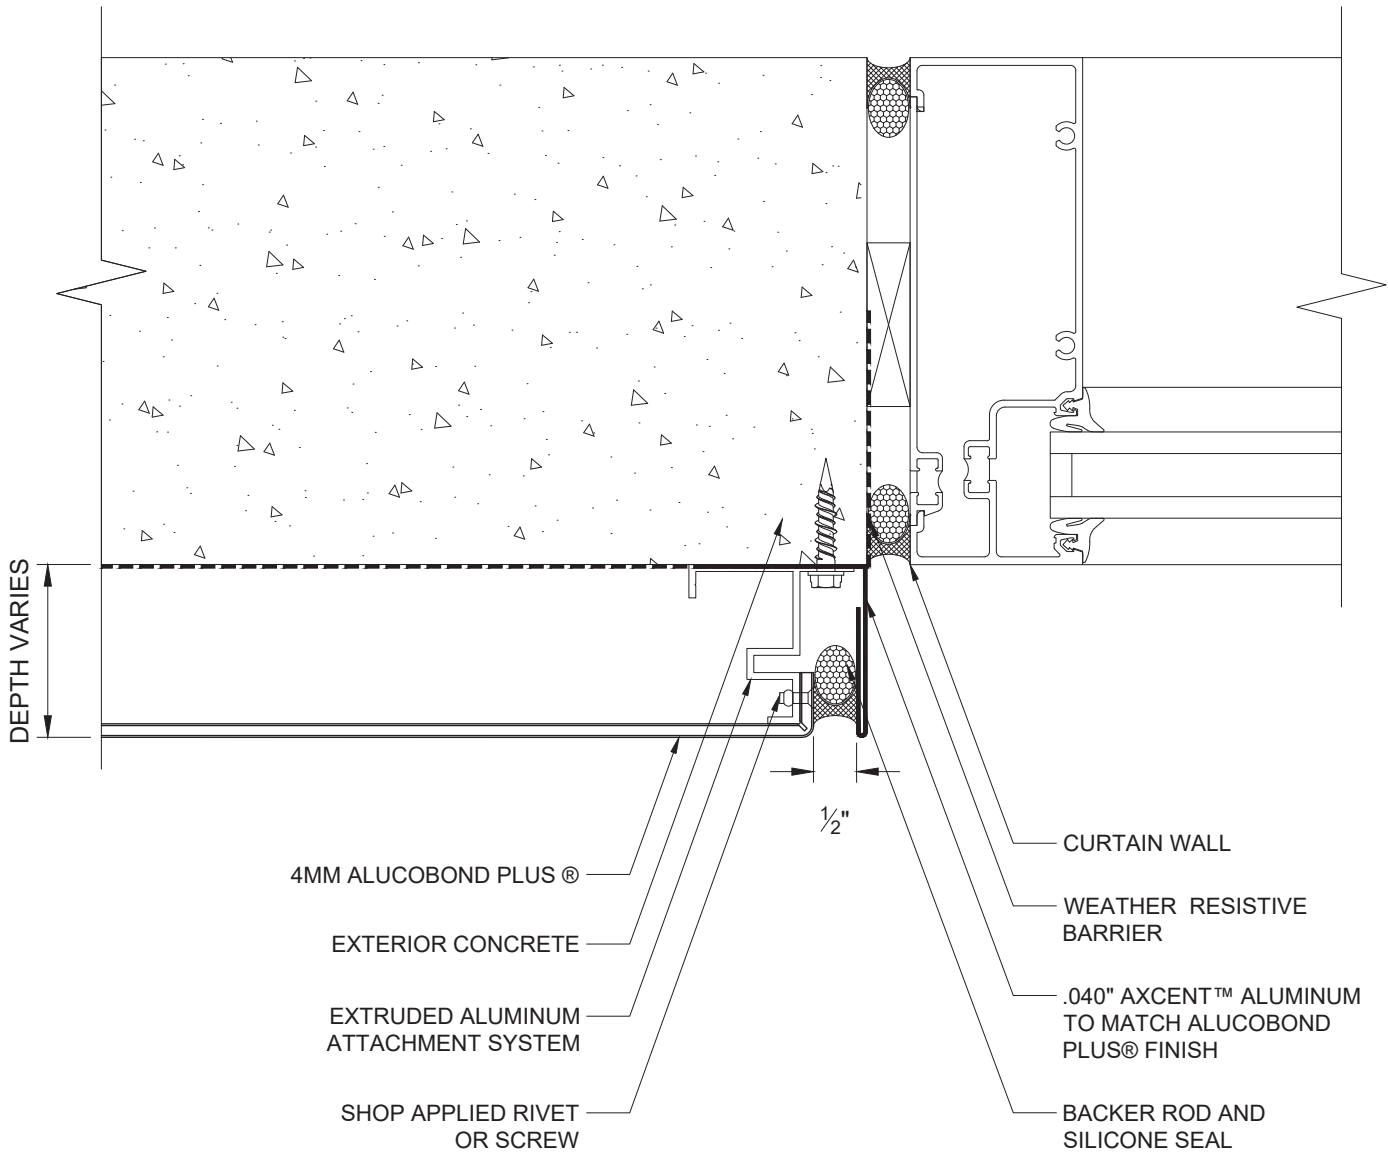 DEPTH VARIES
½"
4MM ALUCOBOND PLUS ®
EXTERIOR CONCRETE
EXTRUDED ALUMINUM
ATTACHMENT SYSTEM
SHOP APPLIED RIVET
OR SCREW
CURTAIN WALL
WEATHER RESISTIVE
BARRIER
.040" AXCENT™ ALUMINUM
TO MATCH ALUCOBOND
PLUS® FINISH
BACKER ROD AND
SILICONE SEAL